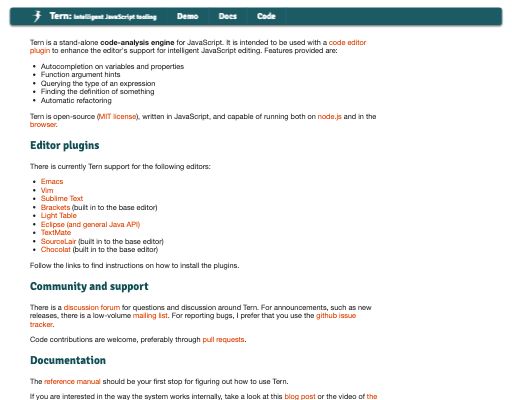 Tern: Intelligent JavaScript tooling Demo Docs Code
Tern is a stand-alone code-analysis engine for JavaScript. It is intended to be used with a code editor
plugin to enhance the editor's support for intelligent JavaScript editing. Features provided are:
• Autocompletion on variables and properties
• Function argument hints
• Querying the type of an expression
• Finding the definition of something
• Automatic refactoring
Tern is open-source (MIT license), written in JavaScript, and capable of running both on node.js and in the
browser.
Editor plugins
There is currently Tern support for the following editors:
• Emacs
• Vim
• Sublime Text
• Brackets (built in to the base editor)
• Light Table
• Eclipse (and general Java API)
• TextMate
• SourceLair (built in to the base editor)
• Chocolat (built in to the base editor)
Follow the links to find instructions on how to install the plugins.
Community and support
There is a discussion forum for questions and discussion around Tern. For announcements, such as new
releases, there is a low-volume mailing list. For reporting bugs, I prefer that you use the github issue
tracker.
Code contributions are welcome, preferably through pull requests.
Documentation
The reference manual should be your first stop for figuring out how to use Tern.
If you are interested in the way the system works internally, take a look at this blog post or the video of the